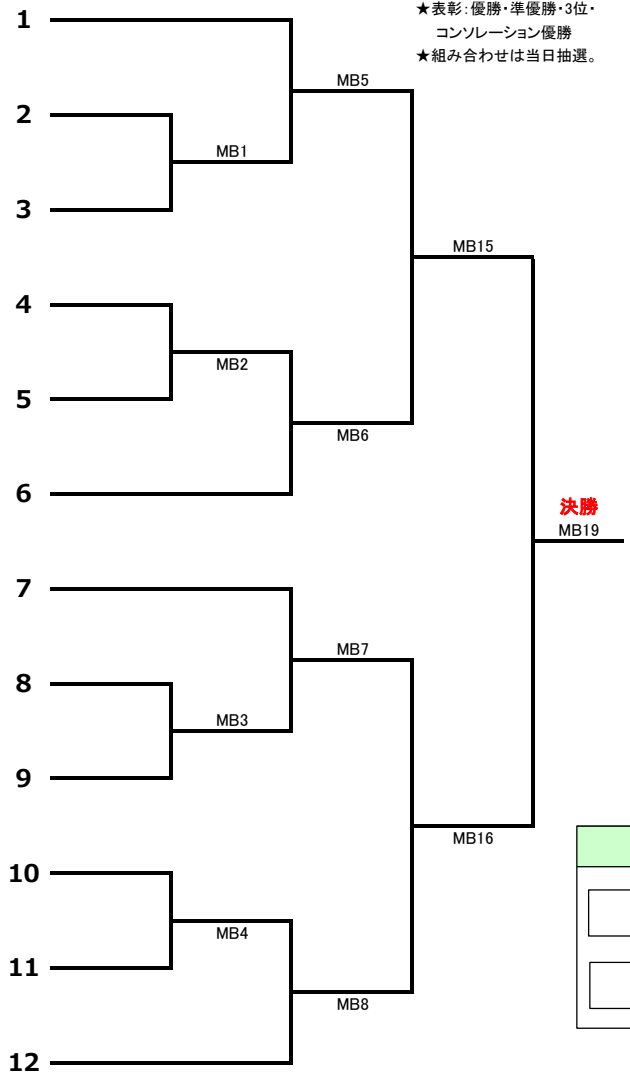 ★表彰：優勝・準優勝・3位・
コンソレーション優勝
★組み合わせは当日抽選。
1
MB5
2
MB1
3
MB15
4
MB2
5
MB6
6
決勝
MB19
7
MB7
8
MB3
9
MB16
10
MB4
11
MB8
12